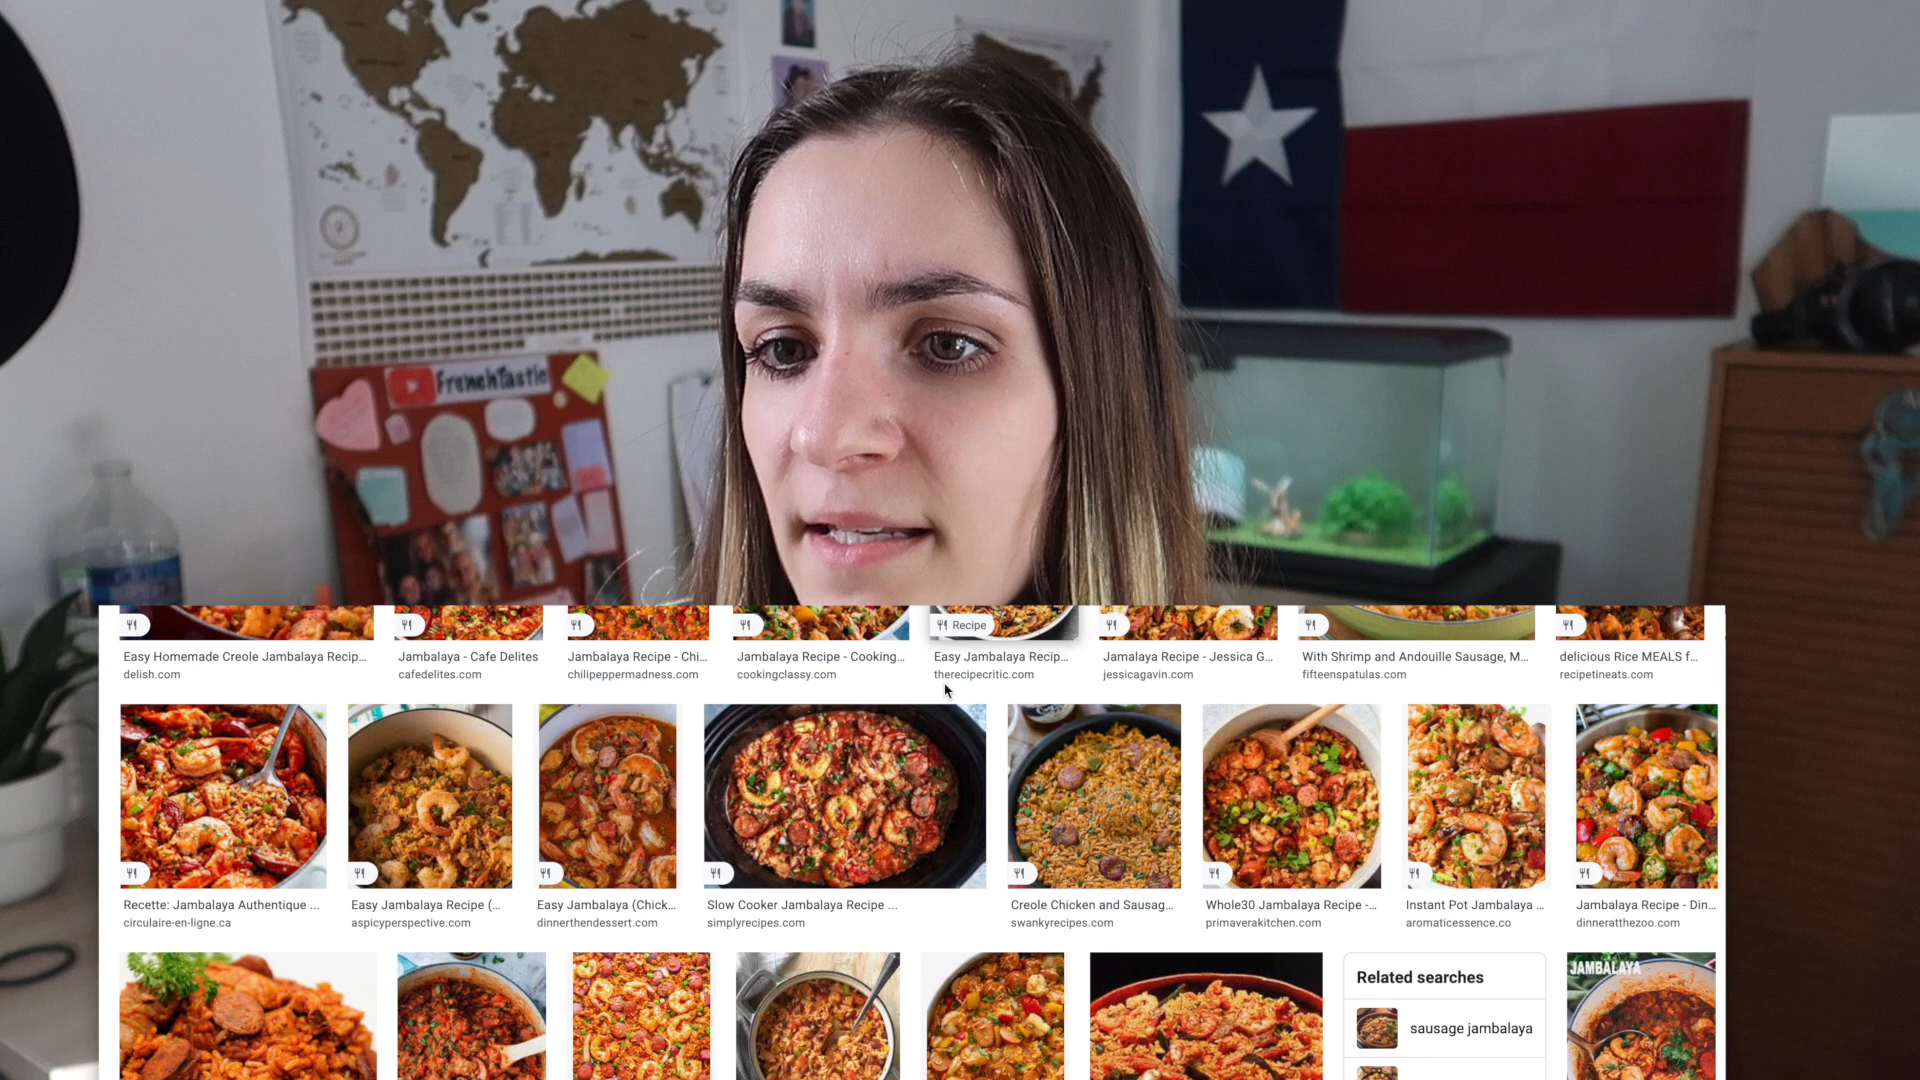 FrenchTastic
Recipe
Easy Homemade Creole Jambalaya Recip...
delish.com
Jambalaya - Cafe Delites
cafedelites.com
Jambalaya Recipe - Chi...
chilipeppermadness.com
Jambalaya Recipe - Cooking...
cookingclassy.com
Easy Jambalaya Recip...
therecipecritic.com
Jamalaya Recipe - Jessica G...
jessicagavin.com
With Shrimp and Andouille Sausage, M...
fifteenspatulas.com
delicious Rice MEALS f...
recipetineats.com
Recette: Jambalaya Authentique ...
circulaire-en-ligne.ca
Easy Jambalaya Recipe (...
aspicyperspective.com
Easy Jambalaya (Chick...
dinnerthendessert.com
Slow Cooker Jambalaya Recipe ...
simplyrecipes.com
Creole Chicken and Sausag...
swankyrecipes.com
Whole30 Jambalaya Recipe -...
primaverakitchen.com
Instant Pot Jambalaya ...
aromaticessence.co
Jambalaya Recipe - Din...
dinneratthezoo.com
Related searches
sausage jambalaya
JAMBALAYA